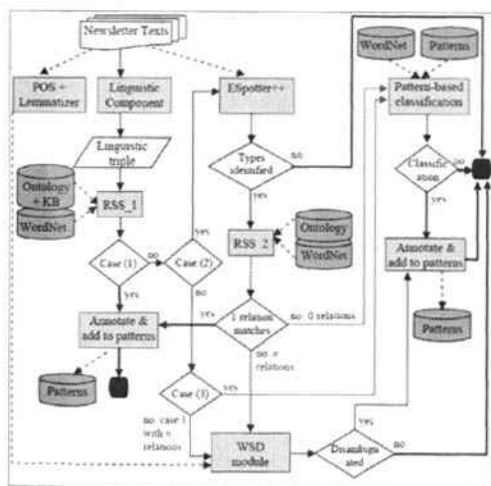 Newsletter Texts
WordNet
Patterns
POS +
Lemmatizer
Linguistic
Component
ESpotter++
Pattern-based
classification
Linguistic
triple
Types
identified
no
Classific
ation
no
Ontology
+ KB
WordNet
RSS_1
yes
yes
RSS_2
Ontology
WordNet
yes
Annotate &
add to patterns
Case (1)
no
Case (2)
yes
no
Patterns
Annotate &
add to patterns
yes
1 relation
matches
no: 0 relations
Patterns
no: n
relations
Case (3)
yes
no: case 1
with n
relations
yes
WSD
module
Disambigu
ated
no